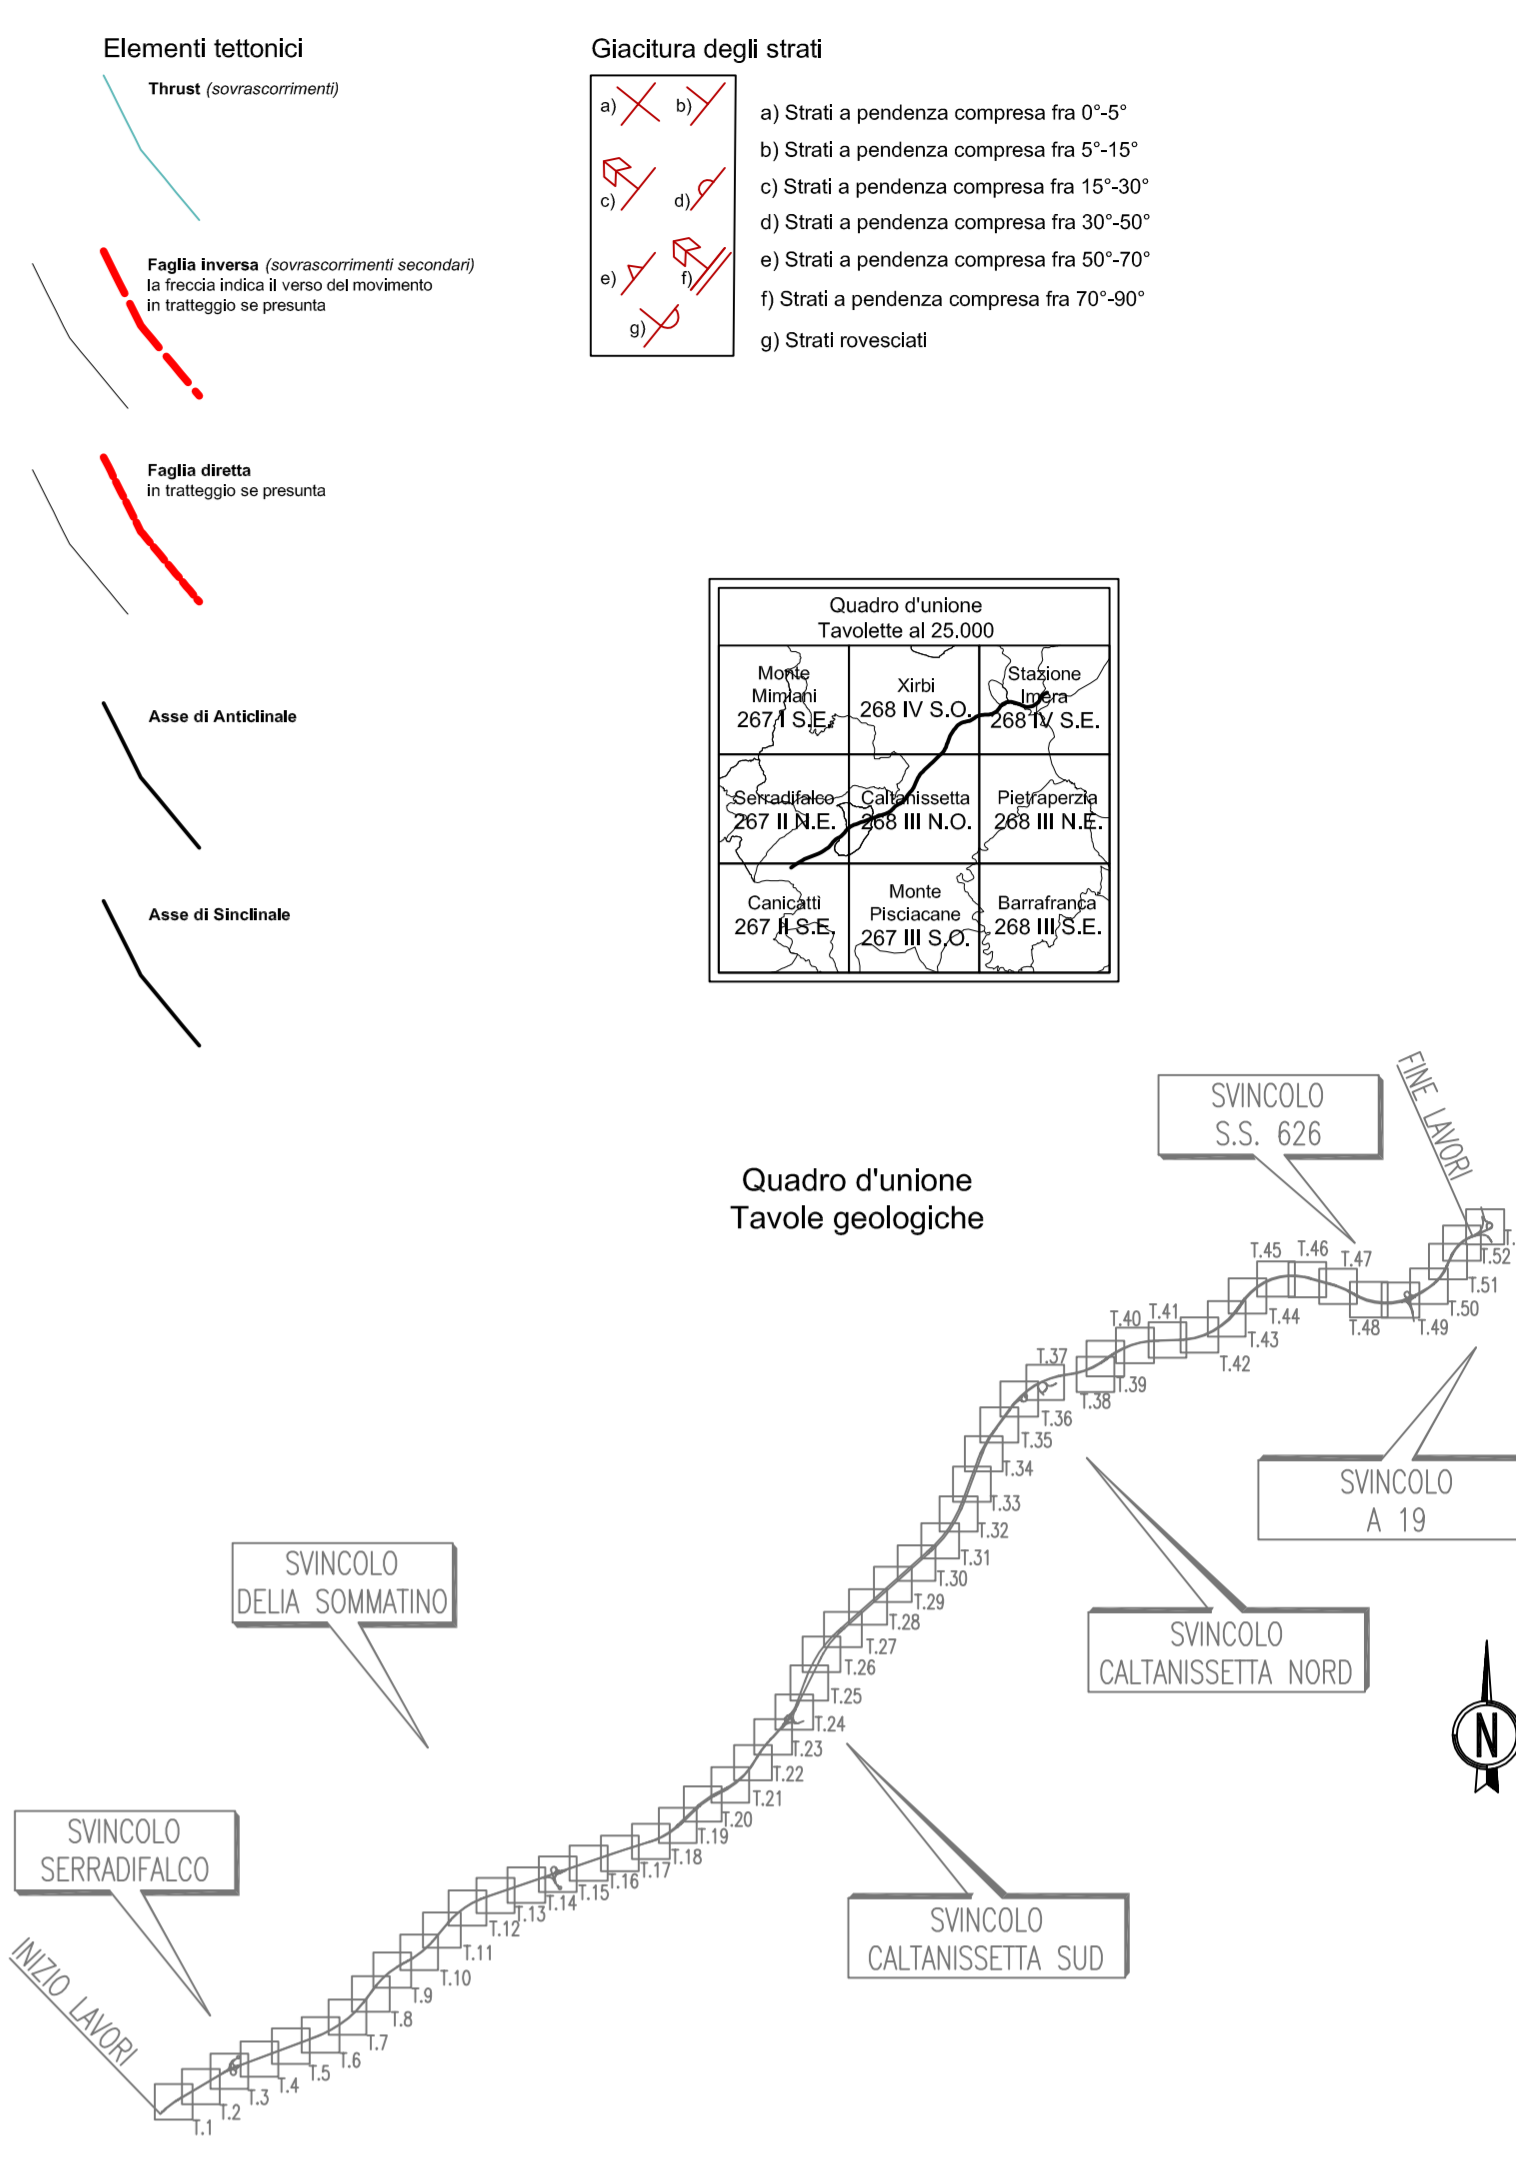 Elementi tettonici
Thrust (sovrascorrimenti)
Faglia inversa (sovrascorrimenti secondari)
la freccia indica il verso del movimento
in tratteggio se presunta
Faglia diretta
in tratteggio se presunta
Asse di Anticlinale
Asse di Sinclinale
Giacitura degli strati
a)
b)
c)
d)
e)
f)
g)
a) Strati a pendenza compresa fra 0°-5°
b) Strati a pendenza compresa fra 5°-15°
c) Strati a pendenza compresa fra 15°-30°
d) Strati a pendenza compresa fra 30°-50°
e) Strati a pendenza compresa fra 50°-70°
f) Strati a pendenza compresa fra 70°-90°
g) Strati rovesciati
Quadro d'unione
Tavolette al 25.000
Monte
Mimiani
267 I S.E.
Xirbi
268 IV S.O.
Stazione
Imera
268 IV S.E.
Serradifalco
267 II N.E.
Caltanissetta
268 III N.O.
Pietraperzia
268 III N.E.
Canicattì
267 II S.E.
Monte
Pisciacane
267 III S.O.
Barrafranca
268 III S.E.
Quadro d'unione
Tavole geologiche
SVINCOLO
S.S. 626
FINE LAVORI
SVINCOLO
A 19
SVINCOLO
CALTANISSETTA NORD
SVINCOLO
DELIA SOMMATINO
SVINCOLO
CALTANISSETTA SUD
SVINCOLO
SERRADIFALCO
INIZIO LAVORI
N
T.1
T.2
T.3
T.4
T.5
T.6
T.7
T.8
T.9
T.10
T.11
T.12
T.13
T.14
T.15
T.16
T.17
T.18
T.19
T.20
T.21
T.22
T.23
T.24
T.25
T.26
T.27
T.28
T.29
T.30
T.31
T.32
T.33
T.34
T.35
T.36
T.37
T.38
T.39
T.40
T.41
T.42
T.43
T.44
T.45
T.46
T.47
T.48
T.49
T.50
T.51
T.52
T.